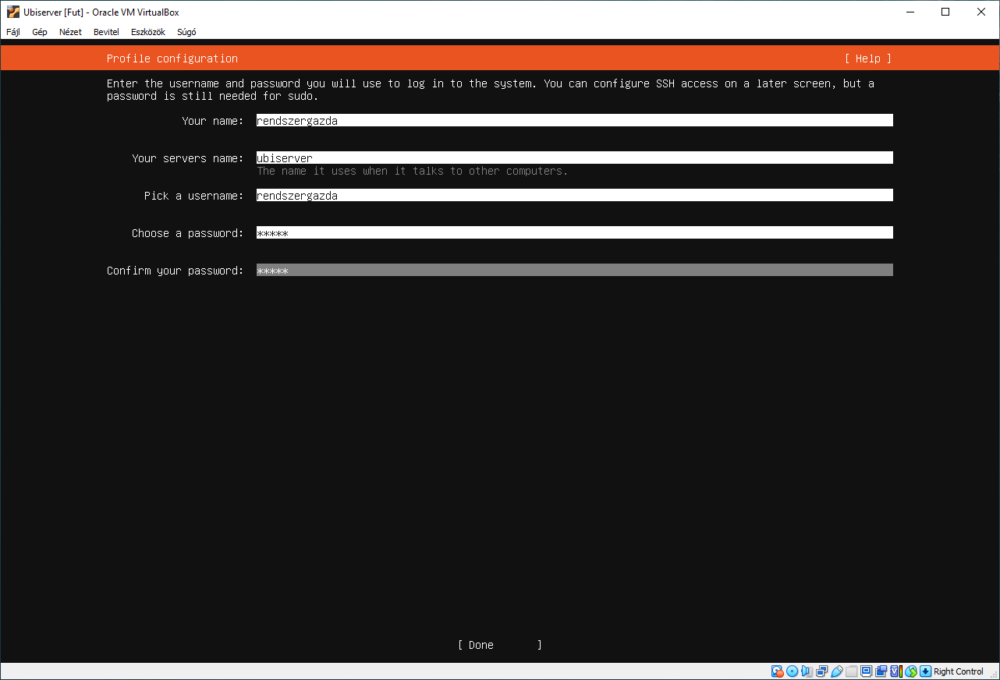 Ubiserver [Fut] - Oracle VM VirtualBox
Fájl Gép Nézet Bevitel Eszközök Súgó
Profile configuration [ Help ]
Enter the username and password you will use to log in to the system. You can configure SSH access on a later screen, but a
password is still needed for sudo.
Your name: rendszergazda
Your servers name: ubiserver
The name it uses when it talks to other computers.
Pick a username: rendszergazda
Choose a password: *****
Confirm your password: *****
[ Done ]
Right Control